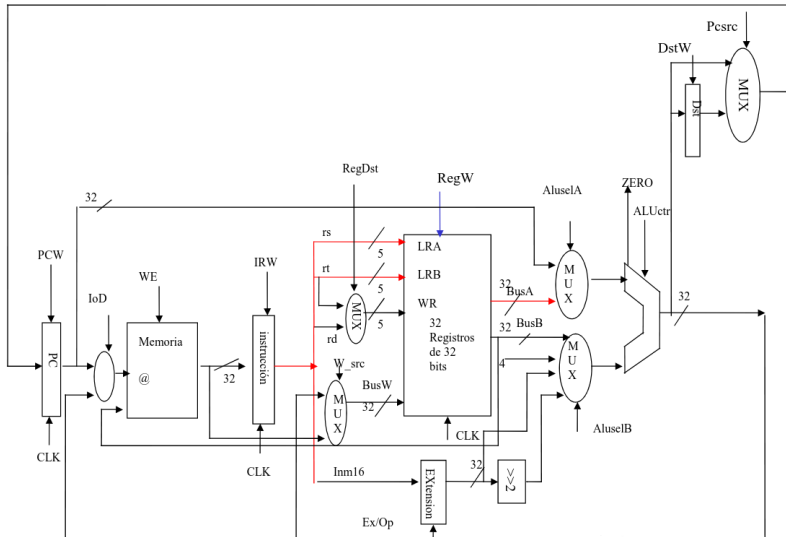 Pcsrc
DstW
MUX
Dst
RegDst
RegW
AluselA
ZERO
ALUctr
32
rs
5
LRA
PCW
IRW
rt
5
LRB
IoD
WE
MUX
5
WR
32
BusA
M
U
X
32
Memoria
@
PC
instrucción
32
rd
32
Registros
de 32
bits
32
BusB
4
M
U
X
W_src
M
U
X
BusW
32
CLK
CLK
CLK
AluselB
Inm16
EXtension
32
>>2
Ex/Op